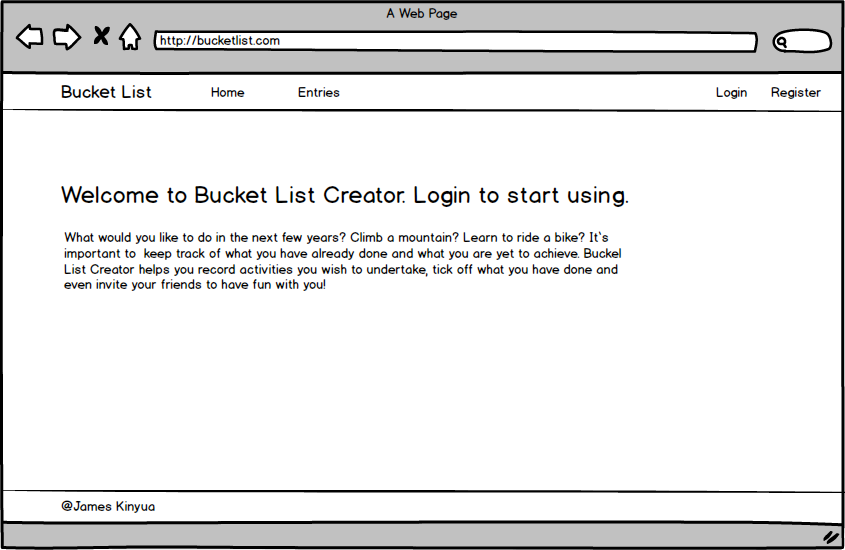 A Web Page
http://bucketlist.com
Bucket List Home Entries Login Register
Welcome to Bucket List Creator. Login to start using.
What would you like to do in the next few years? Climb a mountain? Learn to ride a bike? It`s
important to keep track of what you have already done and what you are yet to achieve. Buckel
List Creator helps you record activities you wish to undertake, tick off what you have done and
even invite your friends to have fun with you!
@James Kinyua